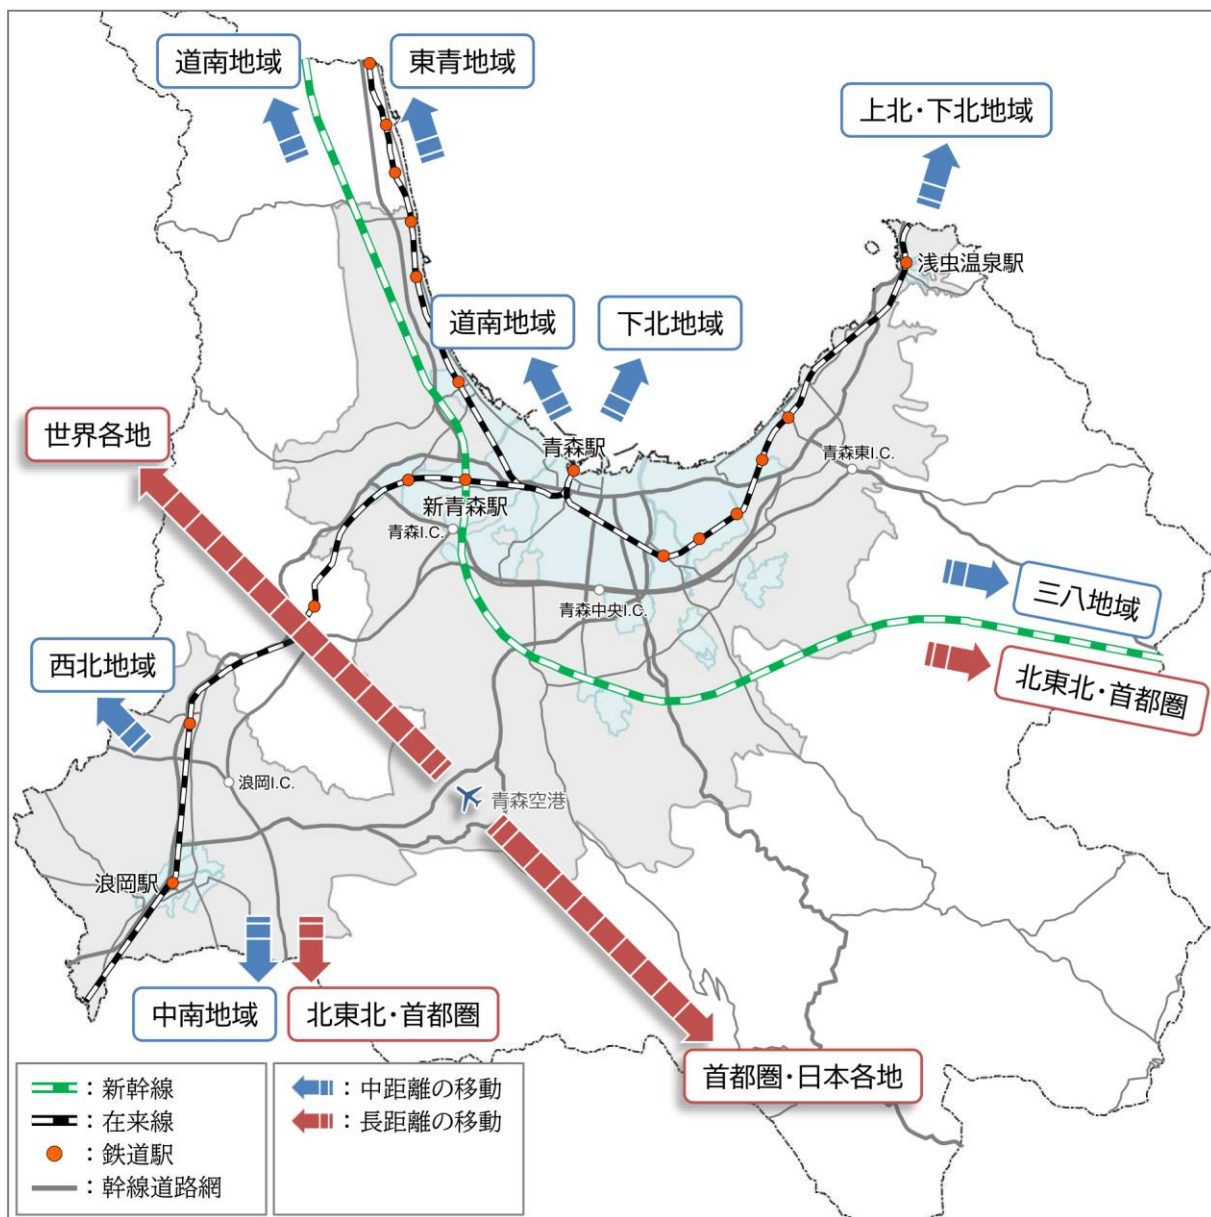 道南地域
東青地域
上北・下北地域
浅虫温泉駅
道南地域
下北地域
世界各地
青森駅
青森東I.C.
新青森駅
青森I.C.
青森中央I.C.
三八地域
西北地域
北東北・首都圏
浪岡I.C.
青森空港
浪岡駅
中南地域
北東北・首都圏
首都圏・日本各地
：新幹線
：在来線
：鉄道駅
：幹線道路網
：中距離の移動
：長距離の移動